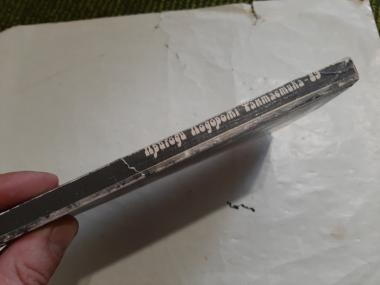 Пригоди Подорожі Фантастика-89